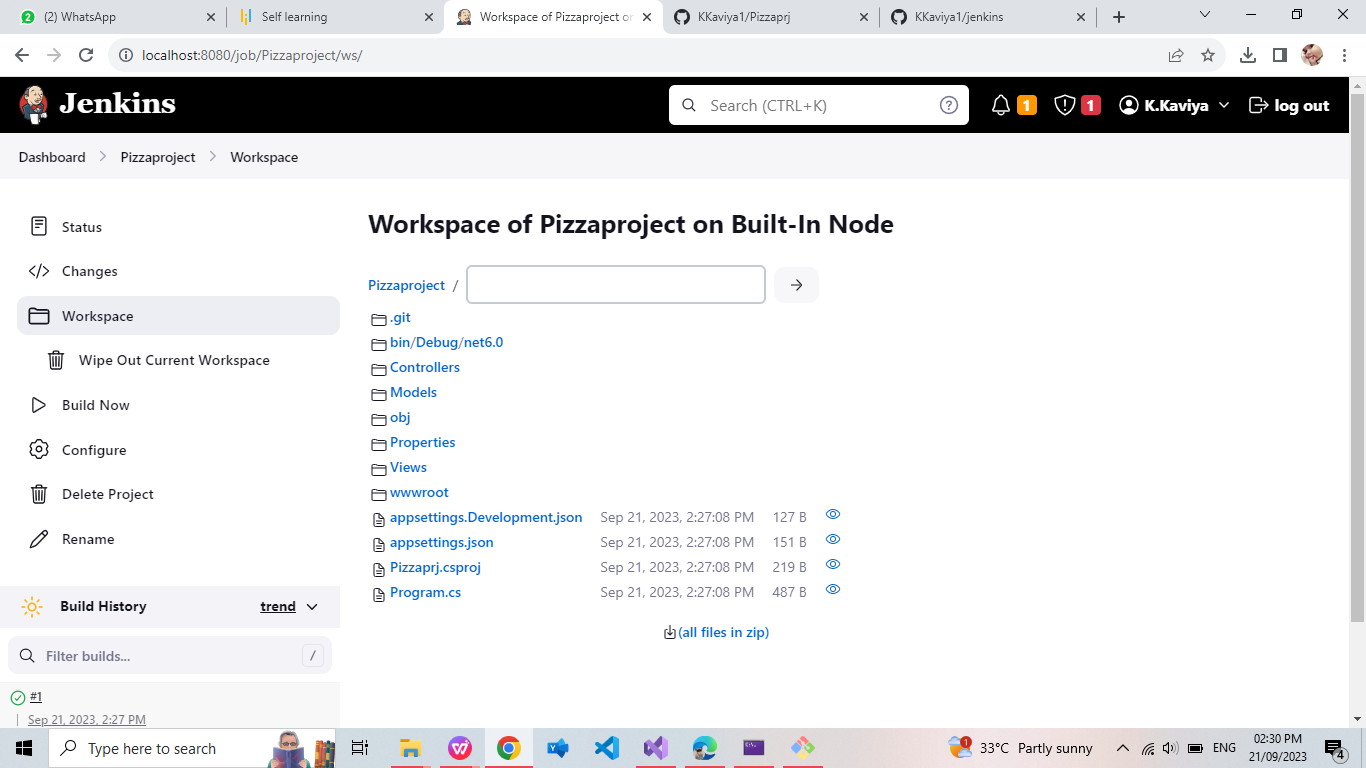 (2) WhatsApp
Self learning
Workspace of Pizzaproject on
KKaviya1/Pizzaprj
KKaviya1/jenkins
localhost:8080/job/Pizzaproject/ws/
Jenkins
Search (CTRL+K)
1
1
K.Kaviya
log out
Dashboard
Pizzaproject
Workspace
Status
Changes
Workspace
Wipe Out Current Workspace
Build Now
Configure
Delete Project
Rename
Build History
trend
Filter builds...
/
#1
Sep 21, 2023, 2:27 PM
Workspace of Pizzaproject on Built-In Node
Pizzaproject /
.git
bin/Debug/net6.0
Controllers
Models
obj
Properties
Views
wwwroot
appsettings.Development.json Sep 21, 2023, 2:27:08 PM 127 B
appsettings.json Sep 21, 2023, 2:27:08 PM 151 B
Pizzaprj.csproj Sep 21, 2023, 2:27:08 PM 219 B
Program.cs Sep 21, 2023, 2:27:08 PM 487 B
(all files in zip)
Type here to search
1
33°C Partly sunny
ENG
02:30 PM
21/09/2023
4